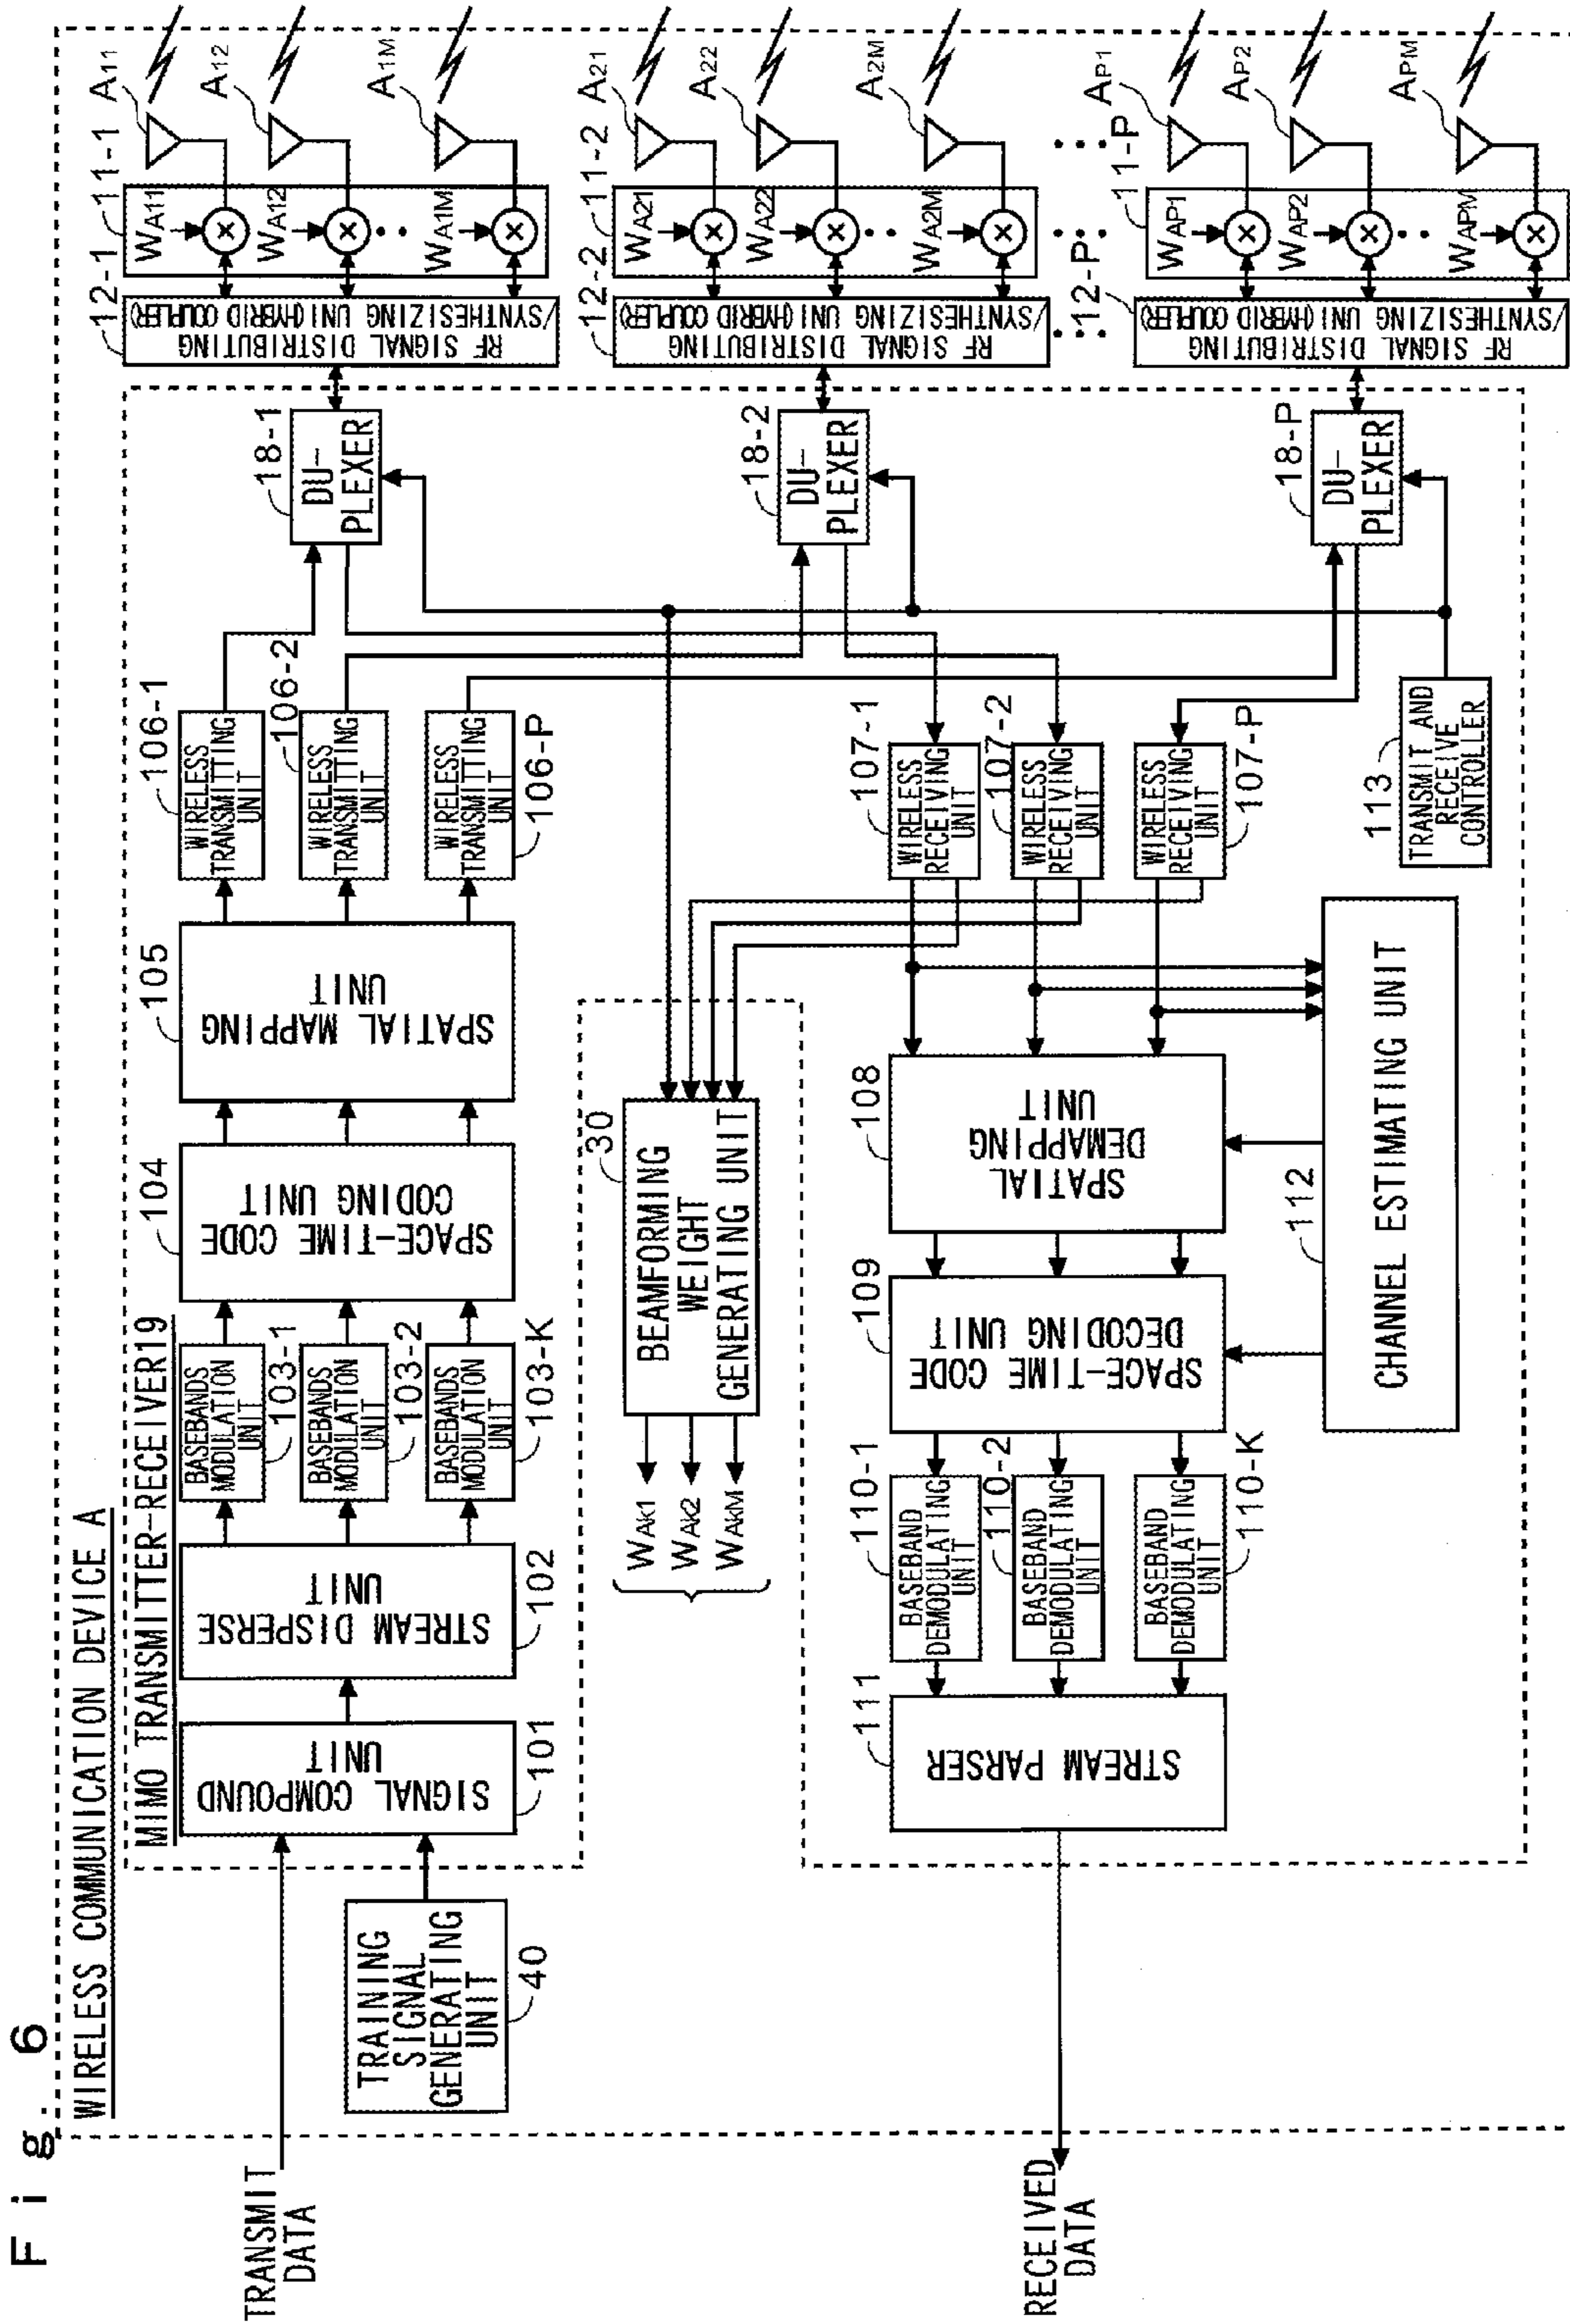 Fig. 6
WIRELESS COMMUNICATION DEVICE A
MIMO TRANSMITTER-RECEIVER19
TRANSMIT
DATA
TRAINING
SIGNAL
GENERATING
UNIT
40
SIGNAL COMPOUND
UNIT
101
STREAM DISPERSE
UNIT
102
BASEBANDS
MODULATION
UNIT
103-1
BASEBANDS
MODULATION
UNIT
103-2
BASEBANDS
MODULATION
UNIT
103-K
104
SPACE-TIME CODE
CODING UNIT
105
SPATIAL MAPPING
UNIT
106-1
WIRELESS
TRANSMITTING
UNIT
106-2
WIRELESS
TRANSMITTING
UNIT
WIRELESS
TRANSMITTING
UNIT
106-P
18-1
DU-
PLEXER
18-2
DU-
PLEXER
18-P
DU-
PLEXER
12-1
RF SIGNAL DISTRIBUTING
/SYNTHESIZING UNI(HYBRID COUPLER)
11-1
WA11
WA12
WA1M
A11
A12
A1M
12-2
RF SIGNAL DISTRIBUTING
/SYNTHESIZING UNI(HYBRID COUPLER)
11-2
WA21
WA22
WA2M
A21
A22
A2M
12-P
RF SIGNAL DISTRIBUTING
/SYNTHESIZING UNI(HYBRID COUPLER)
11-P
WAP1
WAP2
WAPM
AP1
AP2
APM
30
BEAMFORMING
WEIGHT
GENERATING UNIT
WAk1
WAk2
WAkM
107-1
WIRELESS
RECEIVING
UNIT
107-2
WIRELESS
RECEIVING
UNIT
WIRELESS
RECEIVING
UNIT
107-P
113
TRANSMIT AND
RECEIVE
CONTROLLER
108
SPATIAL
DEMAPPING
UNIT
109
SPACE-TIME CODE
DECODING UNIT
110-1
BASEBAND
DEMODULATING
UNIT
110-2
BASEBAND
DEMODULATING
UNIT
BASEBAND
DEMODULATING
UNIT
110-K
111
STREAM PARSER
112
CHANNEL ESTIMATING UNIT
RECEIVED
DATA